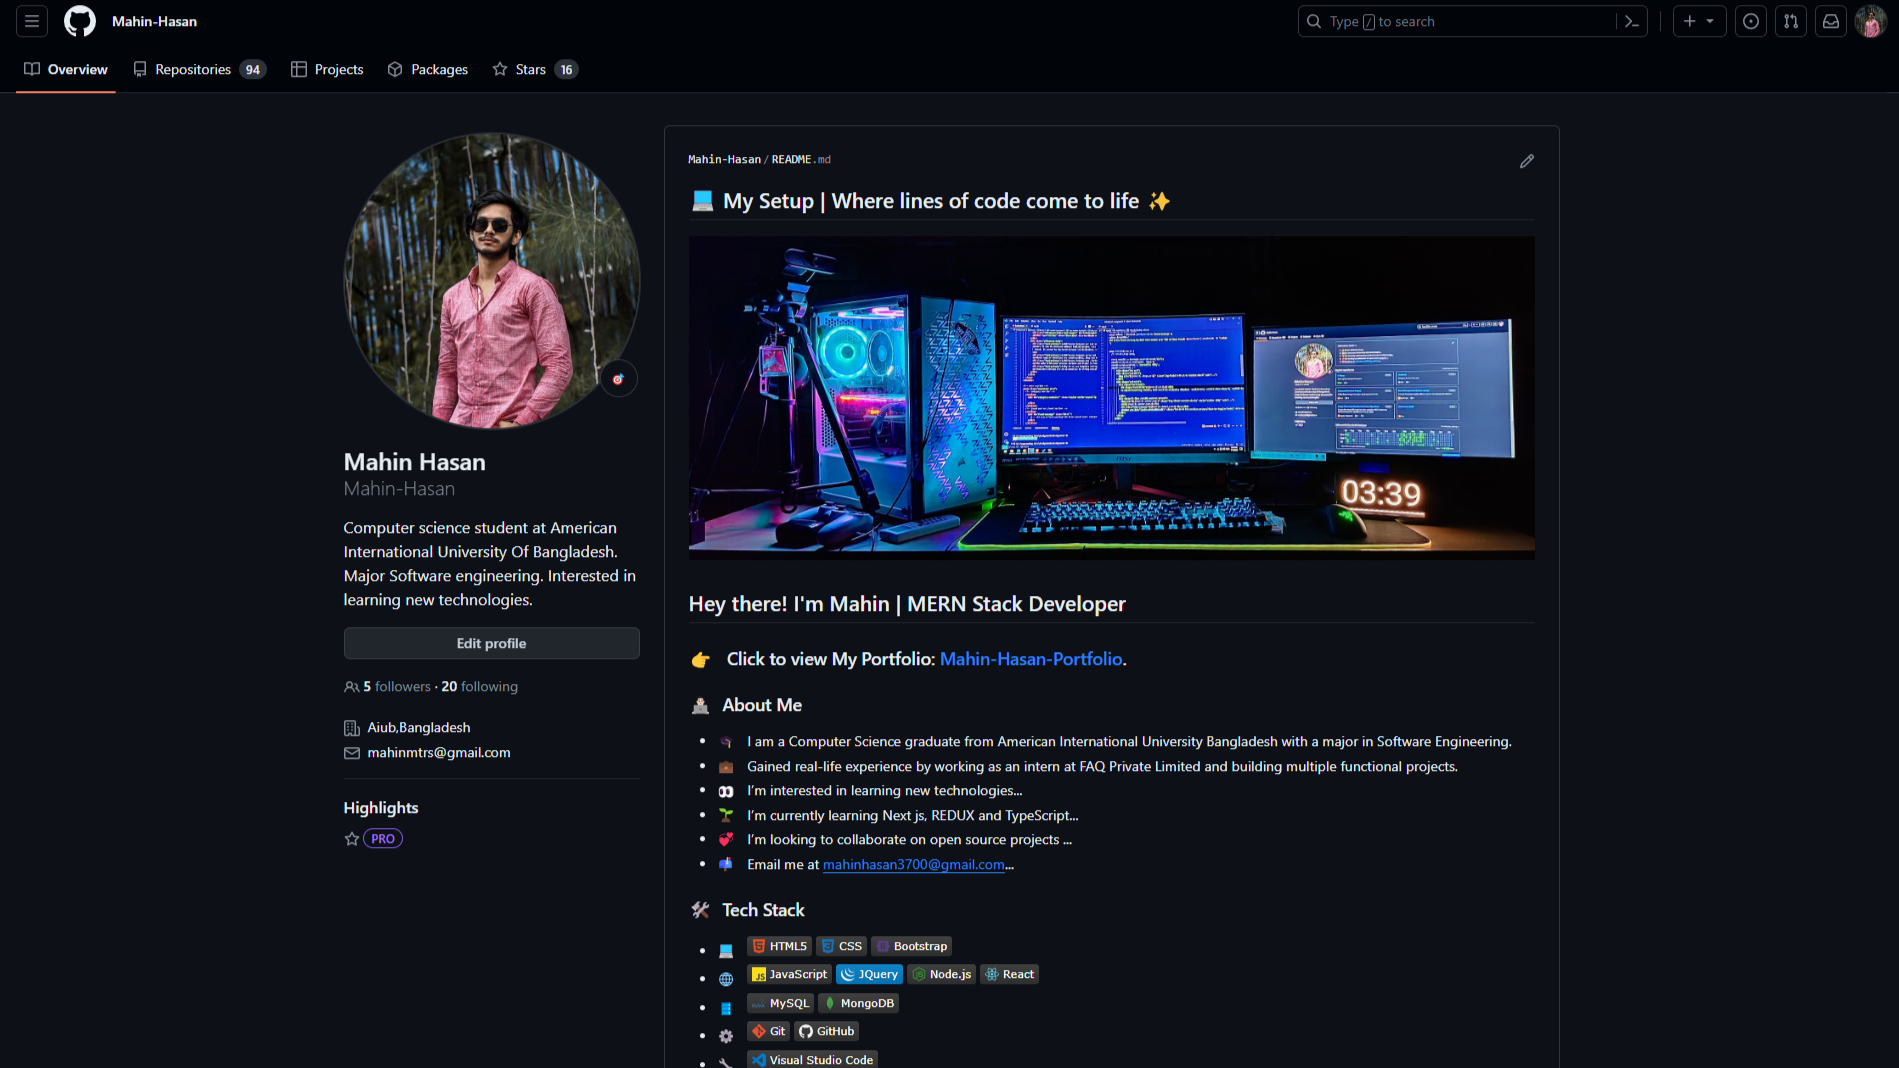 Mahin-Hasan
Type / to search
Overview
Repositories 94
Projects
Packages
Stars 16
Mahin Hasan
Mahin-Hasan
Computer science student at American
International University Of Bangladesh.
Major Software engineering. Interested in
learning new technologies.
Edit profile
5 followers · 20 following
Aiub,Bangladesh
mahinmtrs@gmail.com
Highlights
PRO
Mahin-Hasan/README.md
My Setup | Where lines of code come to life
03:39
Hey there! I'm Mahin | MERN Stack Developer
Click to view My Portfolio: Mahin-Hasan-Portfolio.
About Me
I am a Computer Science graduate from American International University Bangladesh with a major in Software Engineering.
Gained real-life experience by working as an intern at FAQ Private Limited and building multiple functional projects.
I’m interested in learning new technologies...
I’m currently learning Next js, REDUX and TypeScript...
I’m looking to collaborate on open source projects ...
Email me at mahinhasan3700@gmail.com...
Tech Stack
HTML5 CSS Bootstrap
JavaScript JQuery Node.js React
MySQL MongoDB
Git GitHub
Visual Studio Code